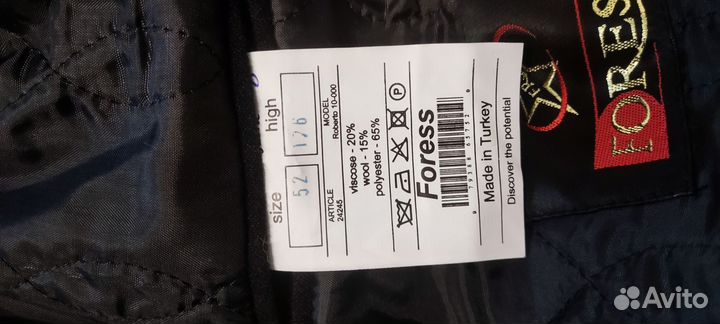 size
high
52
176
ARTICLE
24245
MODEL
Roberto 10-000
viscose - 20%
wool - 15%
polyester - 65%
P
Foress
Made in Turkey
Discover the potential
FORES
Avito